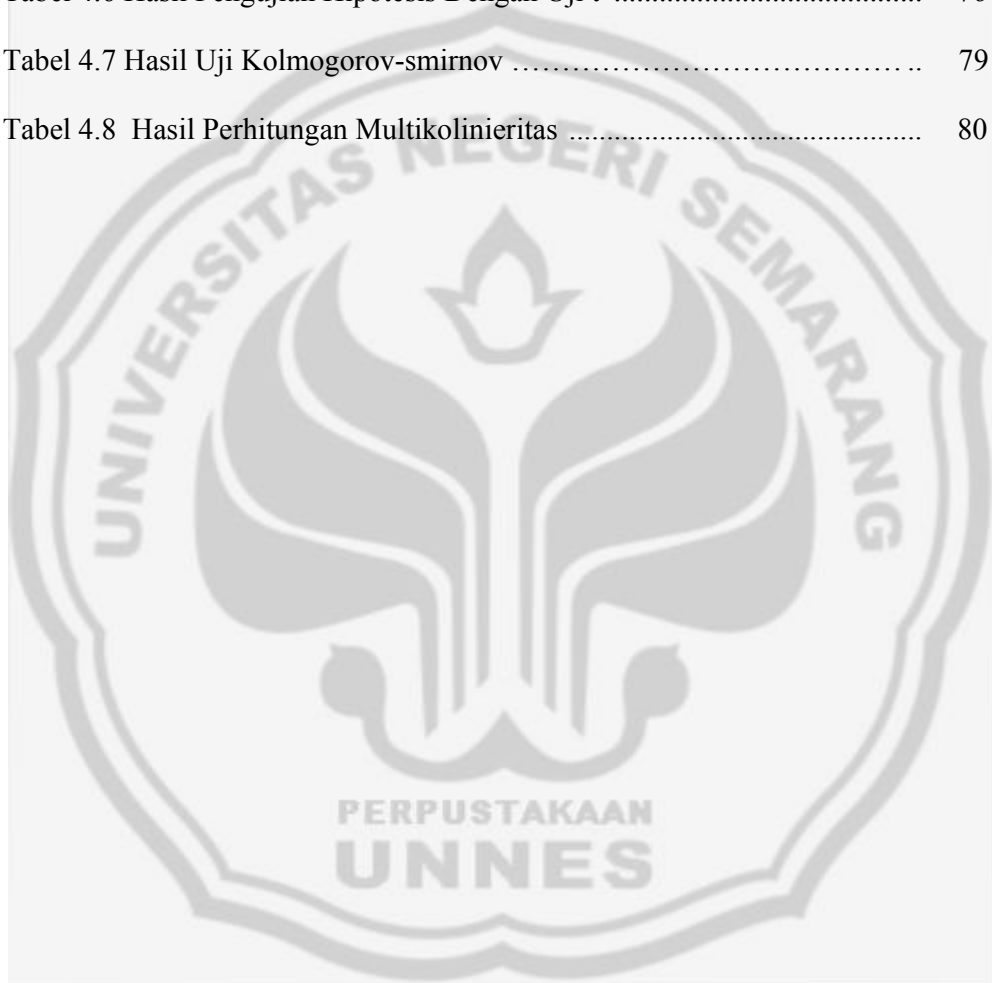 Tabel 4.7 Hasil Uji Kolmogorov-smirnov ………………………………… .. 79
Tabel 4.8 Hasil Perhitungan Multikolinieritas ................................................ 80
UNIVERSITAS NEGERI SEMARANG
PERPUSTAKAAN
UNNES